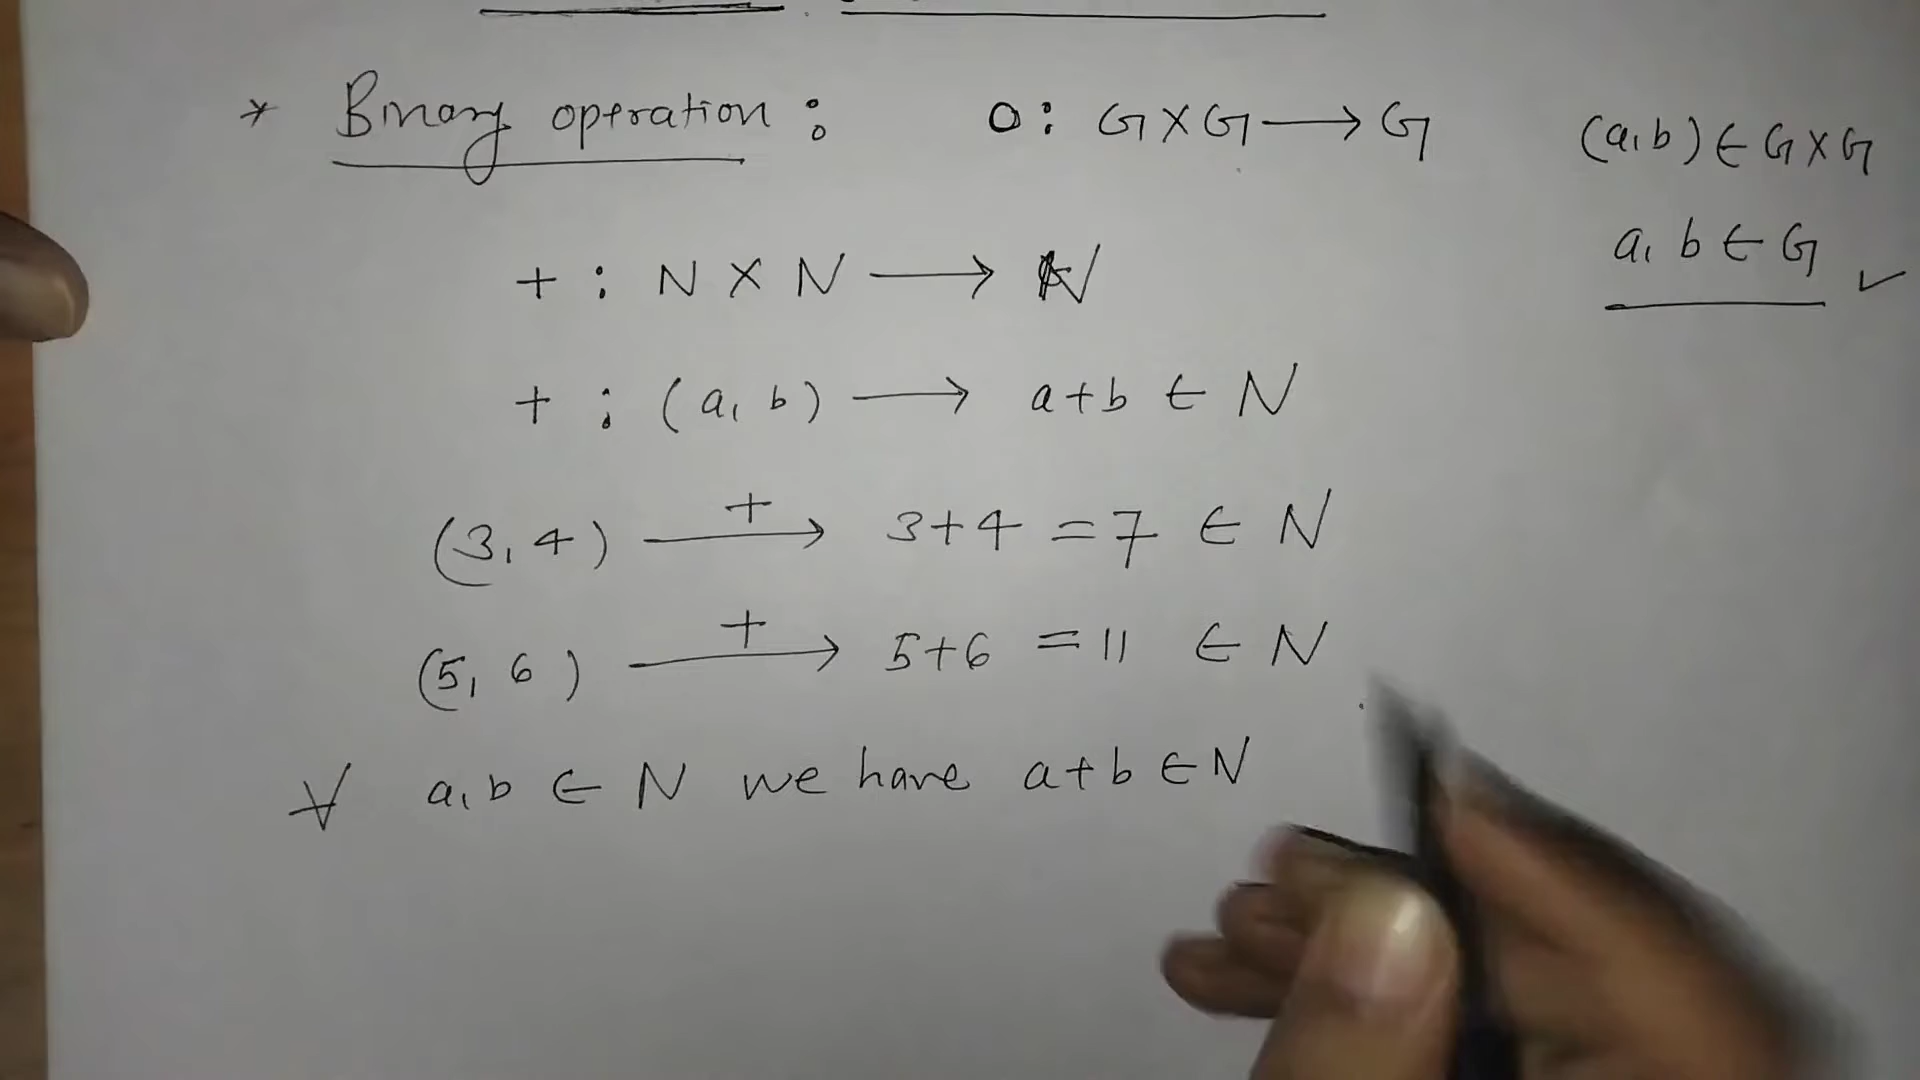 * Binary operation : o : G × G → G (a, b) ∈ G × G
a, b ∈ G ✓
+ : N × N → N
+ : (a, b) → a + b ∈ N
(3, 4) +→ 3 + 4 = 7 ∈ N
(5, 6) +→ 5 + 6 = 11 ∈ N
∀ a, b ∈ N we have a + b ∈ N